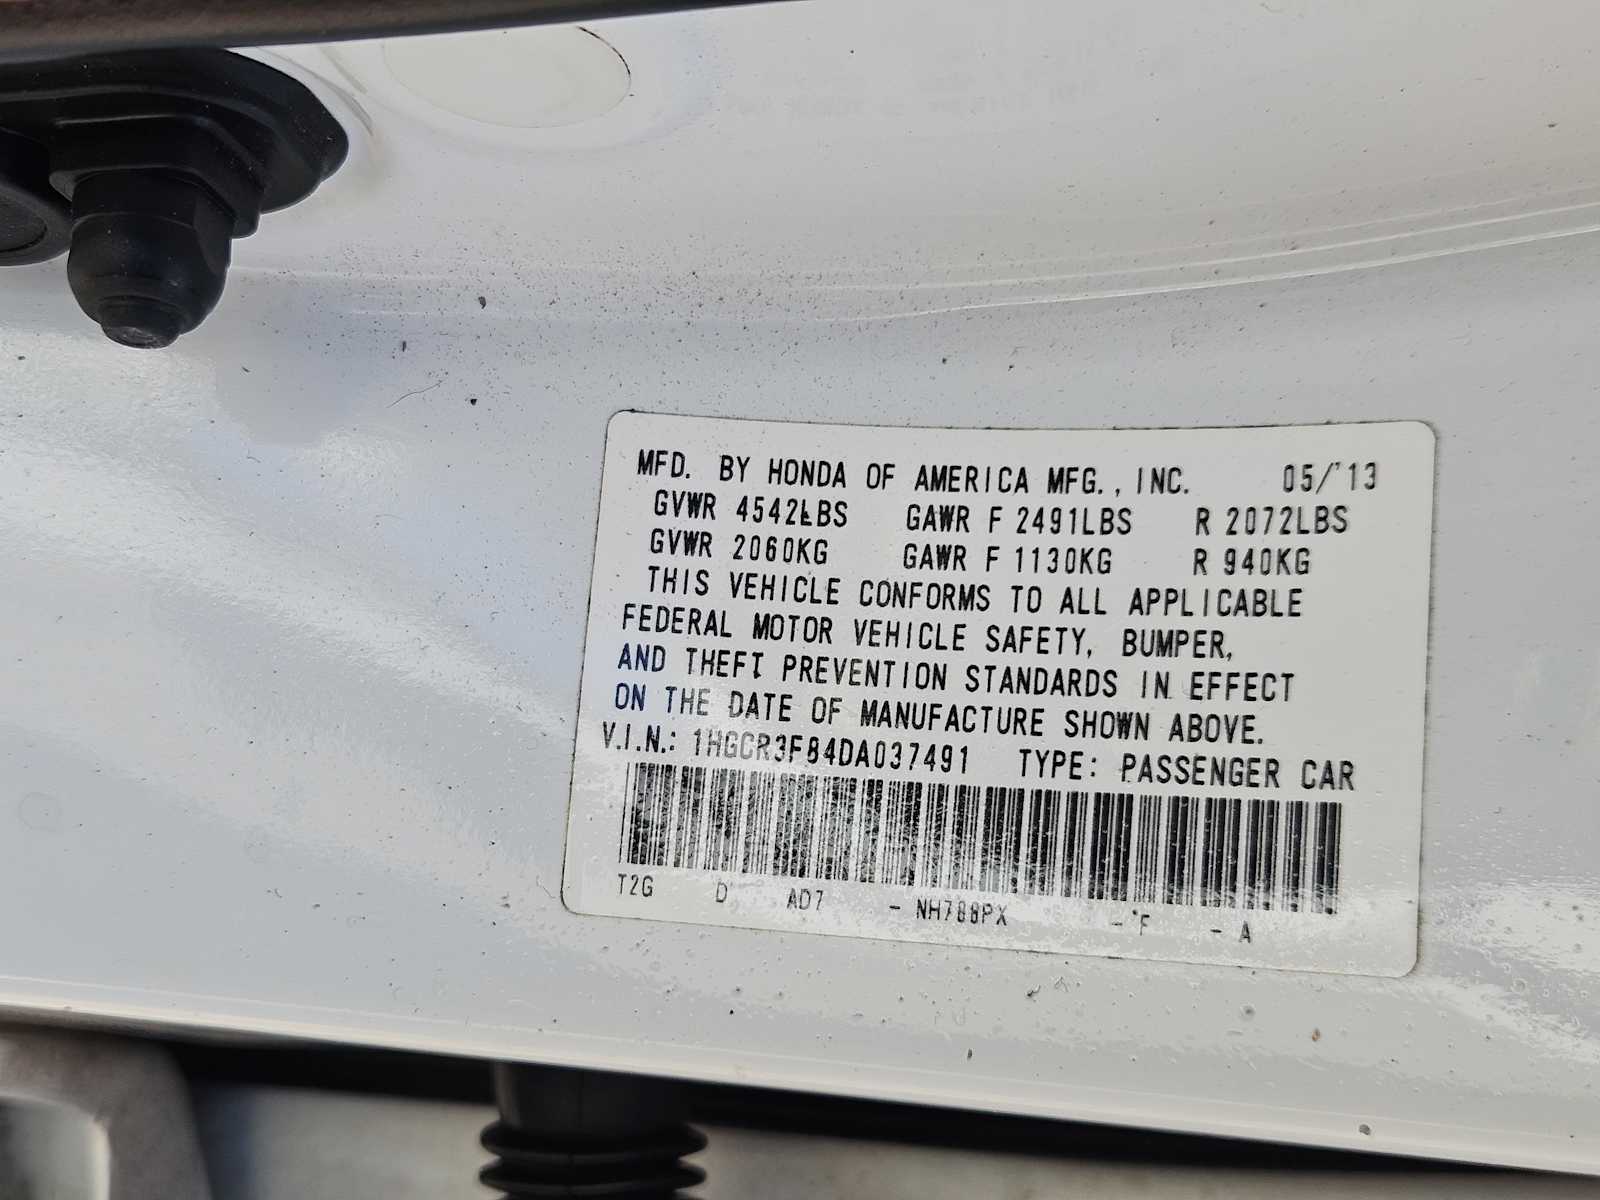 MFD. BY HONDA OF AMERICA MFG., INC. 05/'13
GVWR 4542LBS GAWR F 2491LBS R 2072LBS
GVWR 2060KG GAWR F 1130KG R 940KG
THIS VEHICLE CONFORMS TO ALL APPLICABLE
FEDERAL MOTOR VEHICLE SAFETY, BUMPER,
AND THEFT PREVENTION STANDARDS IN EFFECT
ON THE DATE OF MANUFACTURE SHOWN ABOVE.
V.I.N.: 1HGCR3F84DA037491 TYPE: PASSENGER CAR
T2G D AD7 - NH788PX - F - A